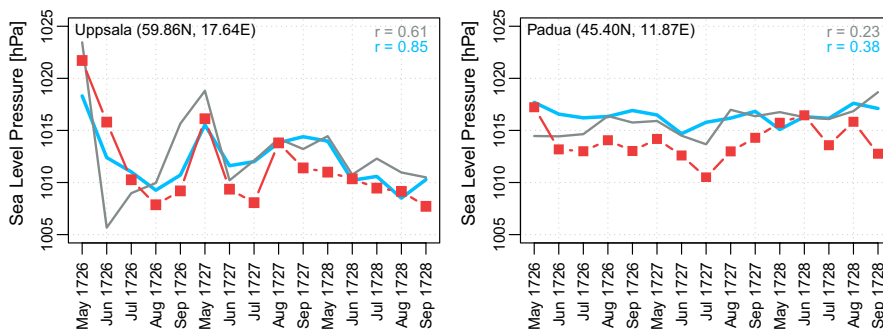 Uppsala (59.86N, 17.64E)
r = 0.61
r = 0.85
Sea Level Pressure [hPa]
1025
1020
1015
1010
1005
May 1726
Jun 1726
Jul 1726
Aug 1726
Sep 1726
May 1727
Jun 1727
Jul 1727
Aug 1727
Sep 1727
May 1728
Jun 1728
Jul 1728
Aug 1728
Sep 1728
Padua (45.40N, 11.87E)
r = 0.23
r = 0.38
Sea Level Pressure [hPa]
1025
1020
1015
1010
1005
May 1726
Jun 1726
Jul 1726
Aug 1726
Sep 1726
May 1727
Jun 1727
Jul 1727
Aug 1727
Sep 1727
May 1728
Jun 1728
Jul 1728
Aug 1728
Sep 1728